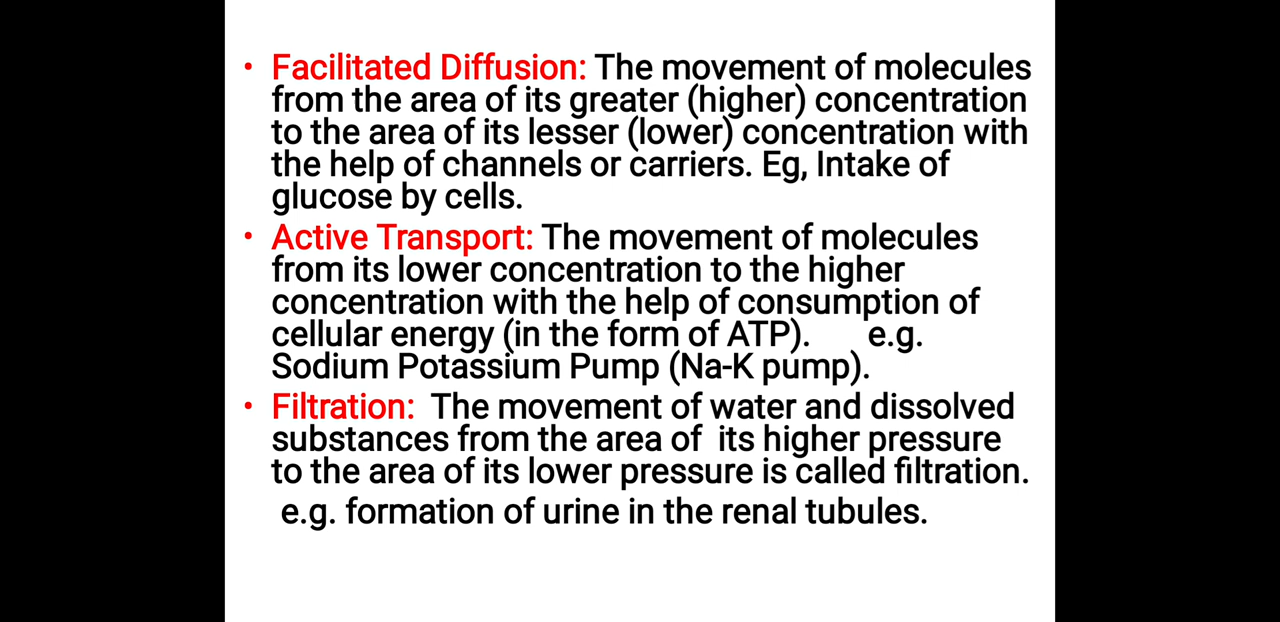 • Facilitated Diffusion: The movement of molecules
from the area of its greater (higher) concentration
to the area of its lesser (lower) concentration with
the help of channels or carriers. Eg, Intake of
glucose by cells.
• Active Transport: The movement of molecules
from its lower concentration to the higher
concentration with the help of consumption of
cellular energy (in the form of ATP). e.g.
Sodium Potassium Pump (Na-K pump).
• Filtration: The movement of water and dissolved
substances from the area of its higher pressure
to the area of its lower pressure is called filtration.
e.g. formation of urine in the renal tubules.